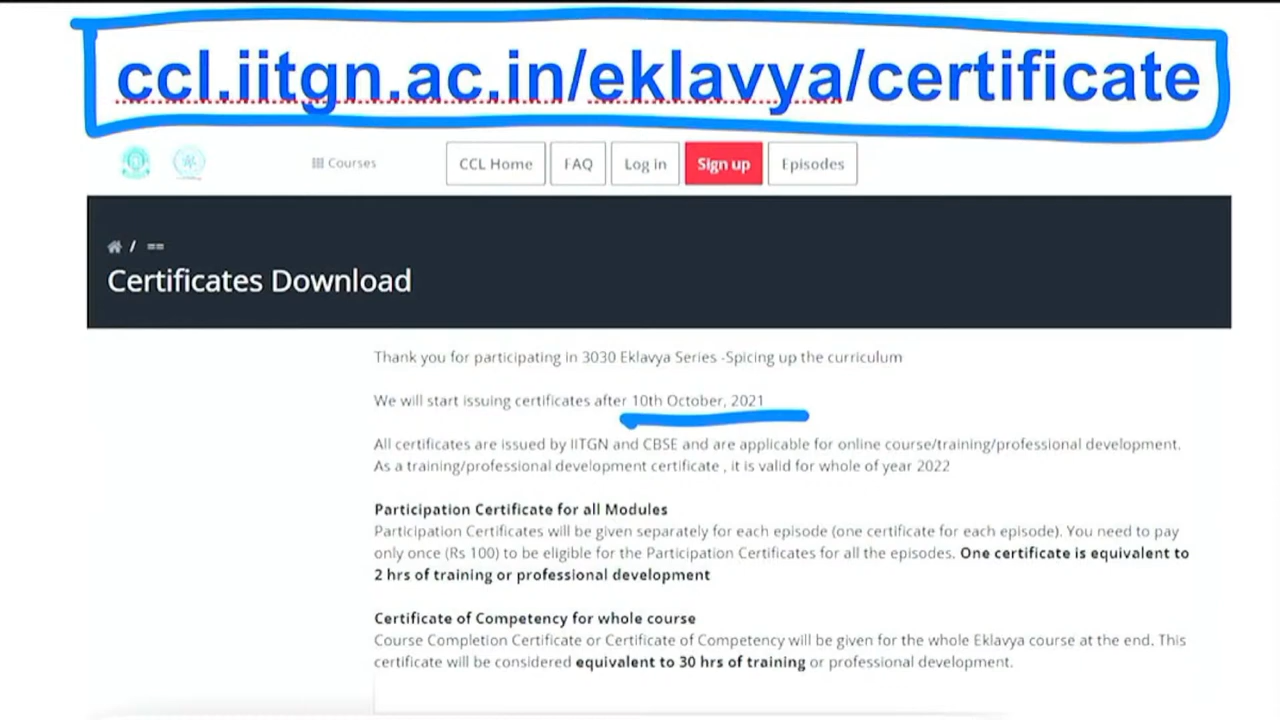 ccl.iitgn.ac.in/eklavya/certificate
Courses CCL Home FAQ Log in Sign up Episodes
/ ==
Certificates Download
Thank you for participating in 3030 Eklavya Series -Spicing up the curriculum
We will start issuing certificates after 10th October, 2021
All certificates are issued by IITGN and CBSE and are applicable for online course/training/professional development.
As a training/professional development certificate , it is valid for whole of year 2022
Participation Certificate for all Modules
Participation Certificates will be given separately for each episode (one certificate for each episode). You need to pay
only once (Rs 100) to be eligible for the Participation Certificates for all the episodes. One certificate is equivalent to
2 hrs of training or professional development
Certificate of Competency for whole course
Course Completion Certificate or Certificate of Competency will be given for the whole Eklavya course at the end. This
certificate will be considered equivalent to 30 hrs of training or professional development.